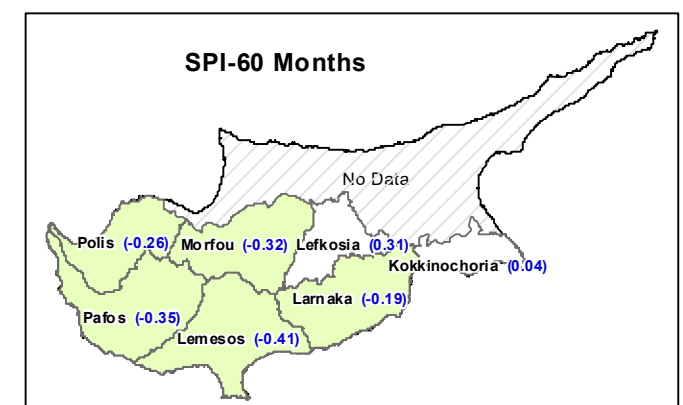 SPI-60 Months
No Data
Polis (-0.26)
Morfou (-0.32)
Lefkosia (0.31)
Kokkinochoria (0.04)
Larnaka (-0.19)
Pafos (-0.35)
Lemesos (-0.41)